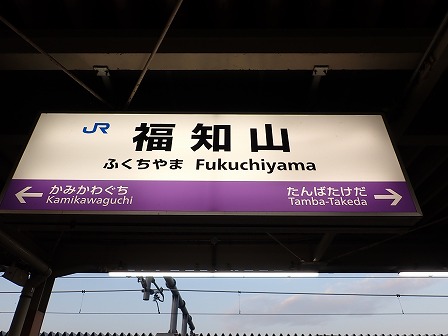 JR 福知山
ふくちやま Fukuchiyama
← かみかわぐち
Kamikawaguchi
たんばたけだ →
Tamba-Takeda